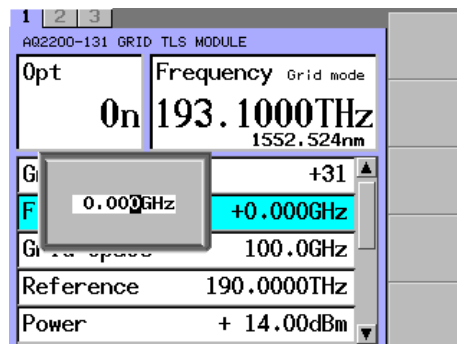 1 2 3
AQ2200-131 GRID TLS MODULE
Opt Frequency Grid mode
On 193.1000THz
1552.524nm
G +31
0.000GHz
F +0.000GHz
100.0GHz
Reference 190.0000THz
Power + 14.00dBm